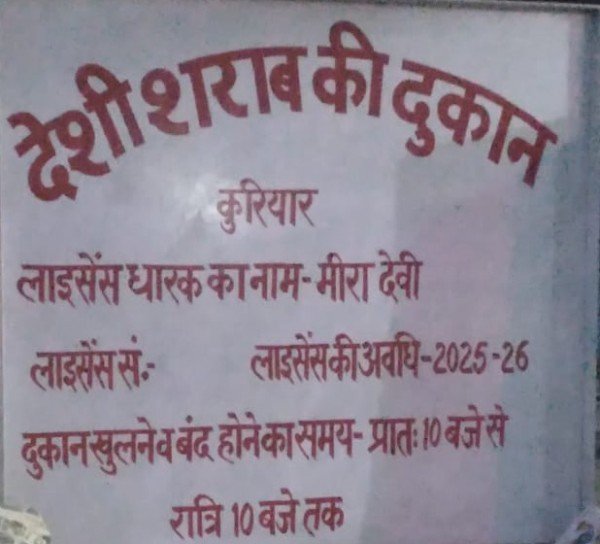 देशी शराब की दुकान
कुरियार
लाइसेंस धारक का नाम- मीरा देवी
लाइसेंस सं.- लाइसेंस की अवधि-2025-26
दुकान खुलने व बंद होने का समय- प्रातः 10 बजे से
रात्रि 10 बजे तक